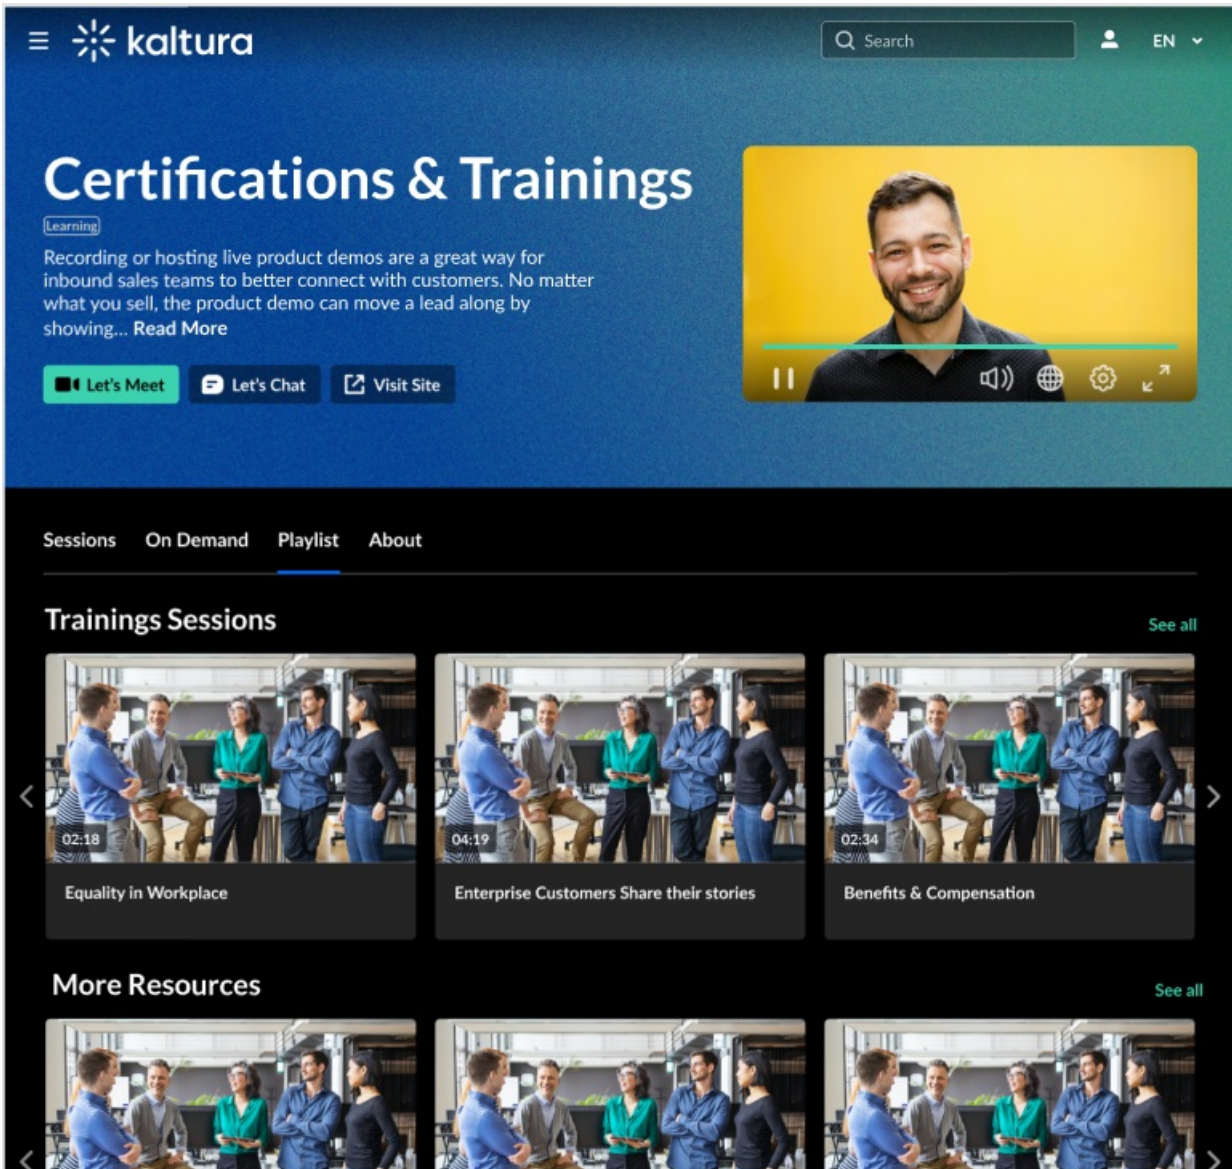 kaltura
Search
EN
Certifications & Trainings
Learning
Recording or hosting live product demos are a great way for
inbound sales teams to better connect with customers. No matter
what you sell, the product demo can move a lead along by
showing... Read More
Let's Meet
Let's Chat
Visit Site
Sessions
On Demand
Playlist
About
Trainings Sessions
See all
02:18
04:19
02:34
Equality in Workplace
Enterprise Customers Share their stories
Benefits & Compensation
More Resources
See all